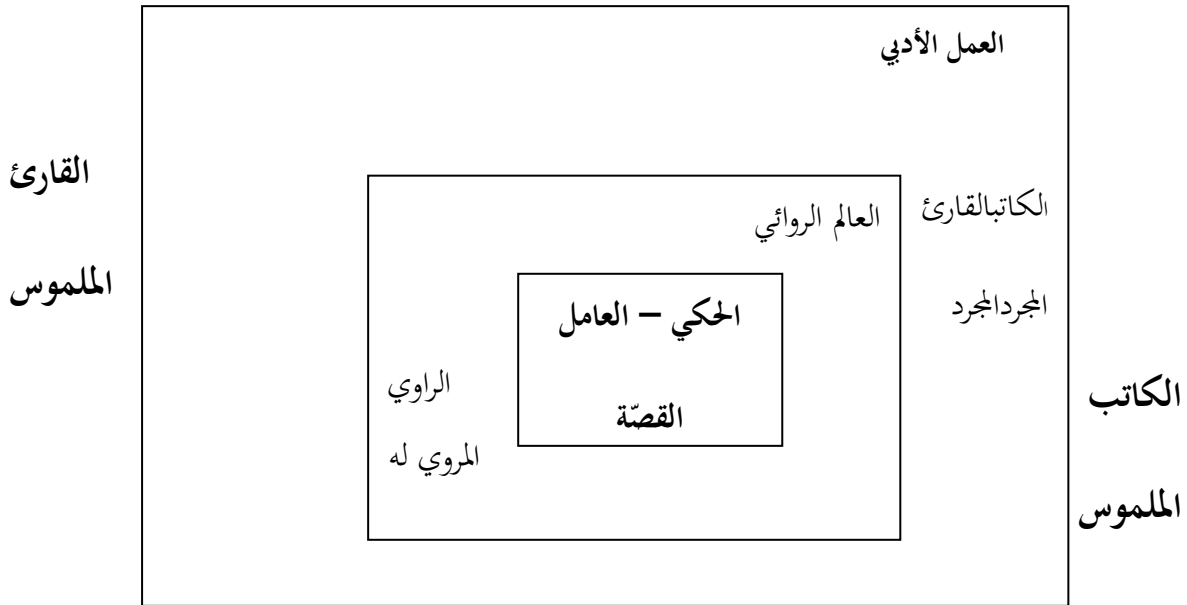 العمل الأدبي
القارئ
الملموس
الكاتبالقارئ
المجردالمجرد
العالم الروائي
الحكي – العامل
القصّة
الراوي
المروي له
الكاتب
الملموس